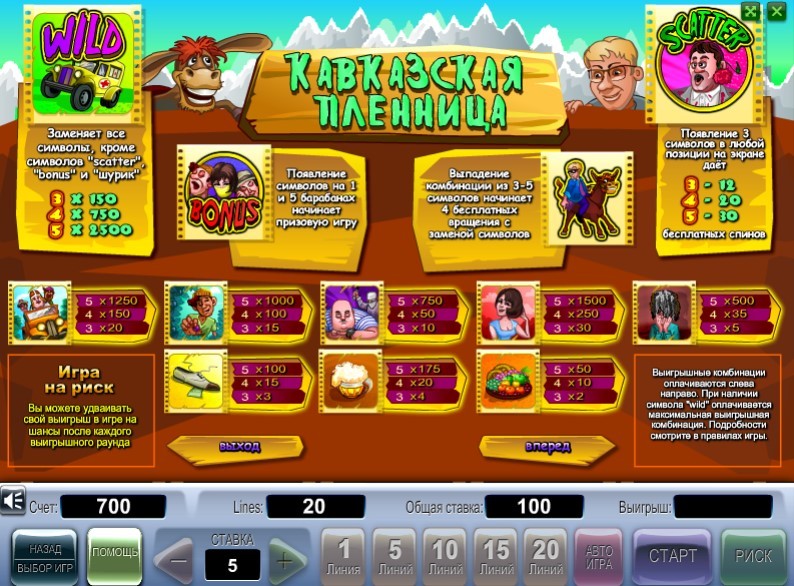 WILD
SCATTER
КАВКАЗСКАЯ
ПЛЕННИЦА
Заменяет все
символы, кроме
символов "scatter",
"bonus" и "шурик"
3 x 150
4 x 750
5 x 2500
BONUS
Появление
символов на 1
и 5 барабанах
начинает
призовую игру
Выпадение
комбинации из 3-5
символов начинает
4 бесплатных
вращения с
заменой символов
Появление 3
символов в любой
позиции на экране
даёт
3 - 12
4 - 20
5 - 30
бесплатных спинов
5 x1250
4 x150
3 x20
5 x1000
4 x100
3 x15
5 x750
4 x50
3 x10
5 x1500
4 x250
3 x30
5 x500
4 x35
3 x5
5 x100
4 x15
3 x3
5 x175
4 x20
3 x4
5 x50
4 x10
3 x2
Игра
на риск
Вы можете удваивать
свой выигрыш в игре на
шансы после каждого
выигрышного раунда
Выигрышные комбинации
оплачиваются слева
направо. При наличии
символа "wild" оплачивается
максимальная выигрышная
комбинация. Подробности
смотрите в правилах игры.
выход
вперед
Счет: 700
Lines: 20
Общая ставка: 100
Выигрыш:
НАЗАД
ВЫБОР ИГР
ПОМОЩЬ
СТАВКА
5
1
Линия
5
Линий
10
Линий
15
Линий
20
Линий
АВТО
ИГРА
СТАРТ
РИСК